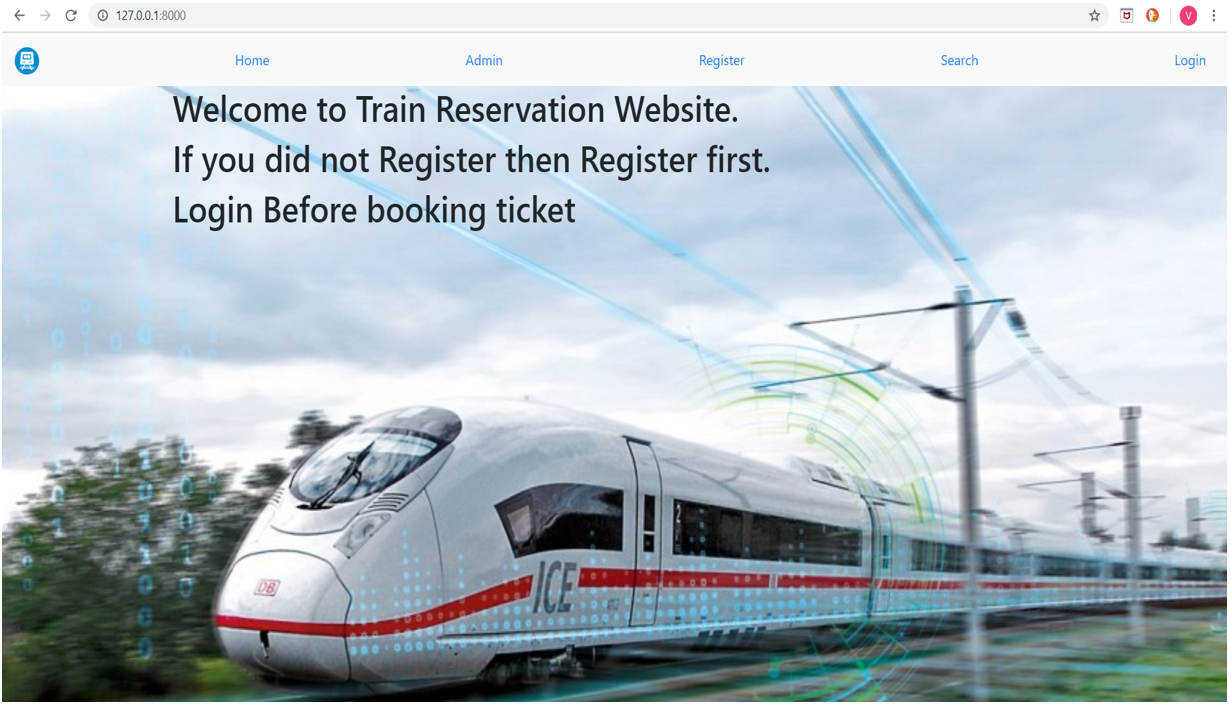 127.0.0.1:8000
V
Home
Admin
Register
Search
Login
Welcome to Train Reservation Website.
If you did not Register then Register first.
Login Before booking ticket
2
ICE
DB